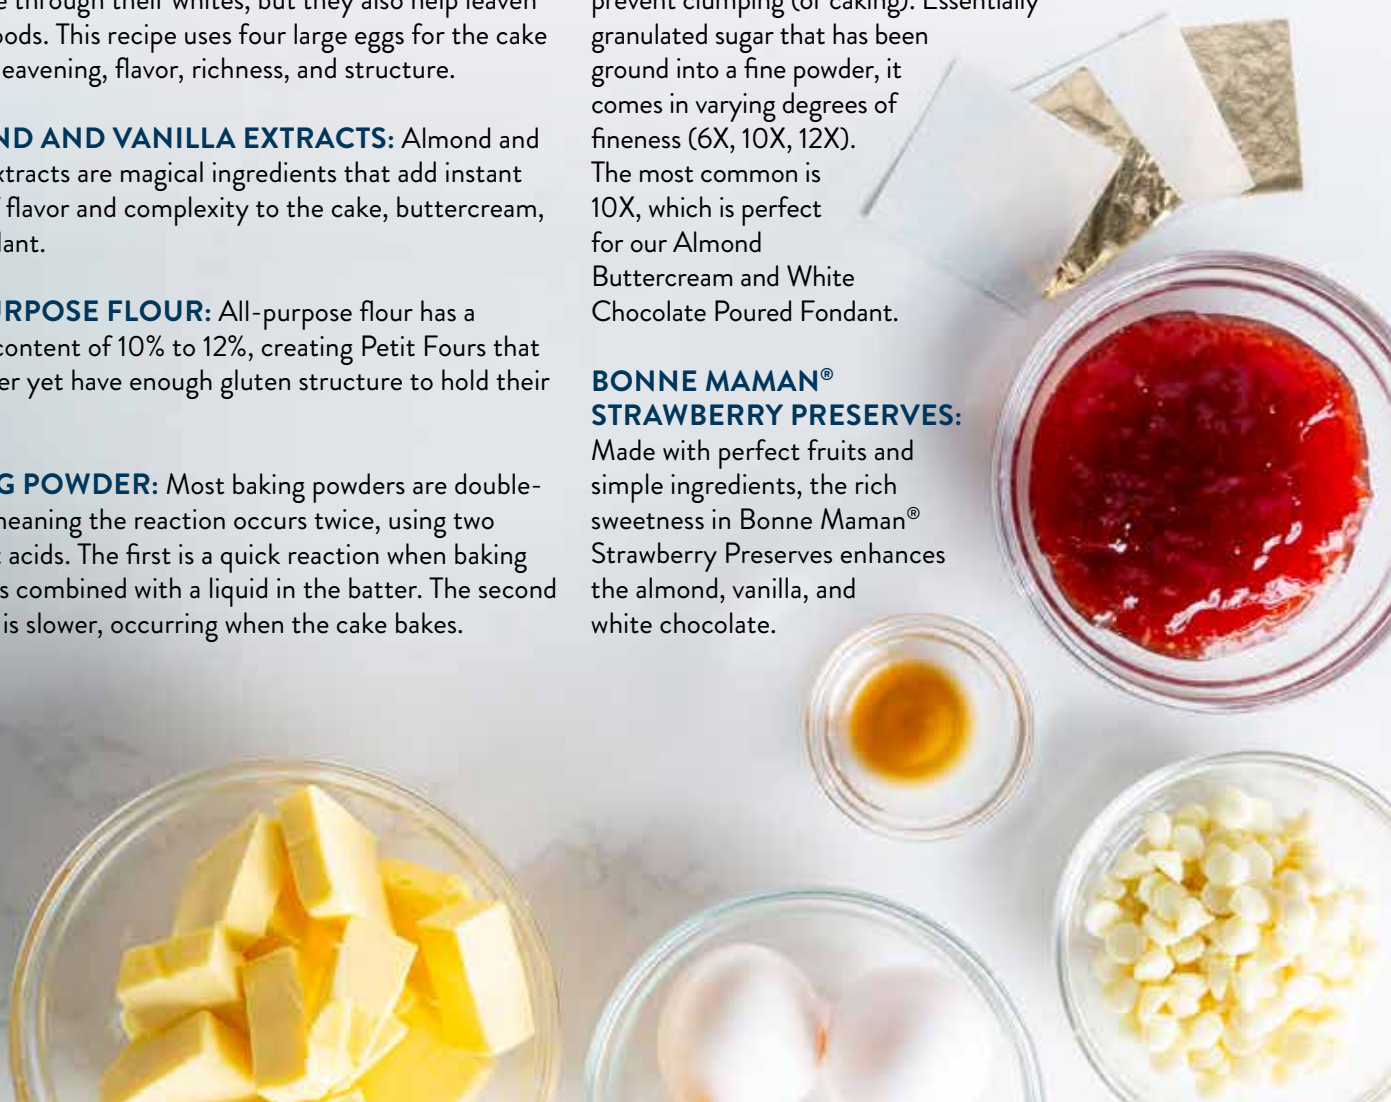 through their whites, but they also help leaven
This recipe uses four large eggs for the cake
flavor, richness, and structure.
AND VANILLA EXTRACTS: Almond and
are magical ingredients that add instant
flavor and complexity to the cake, buttercream,
FLOUR: All-purpose flour has a
content of 10% to 12%, creating Petit Fours that
yet have enough gluten structure to hold their
POWDER: Most baking powders are double-
meaning the reaction occurs twice, using two
acids. The first is a quick reaction when baking
combined with a liquid in the batter. The second
is slower, occurring when the cake bakes.
prevent clumping (or caking). Essentially
granulated sugar that has been
ground into a fine powder, it
comes in varying degrees of
fineness (6X, 10X, 12X).
The most common is
10X, which is perfect
for our Almond
Buttercream and White
Chocolate Poured Fondant.
BONNE MAMAN®
STRAWBERRY PRESERVES:
Made with perfect fruits and
simple ingredients, the rich
sweetness in Bonne Maman®
Strawberry Preserves enhances
the almond, vanilla, and
white chocolate.